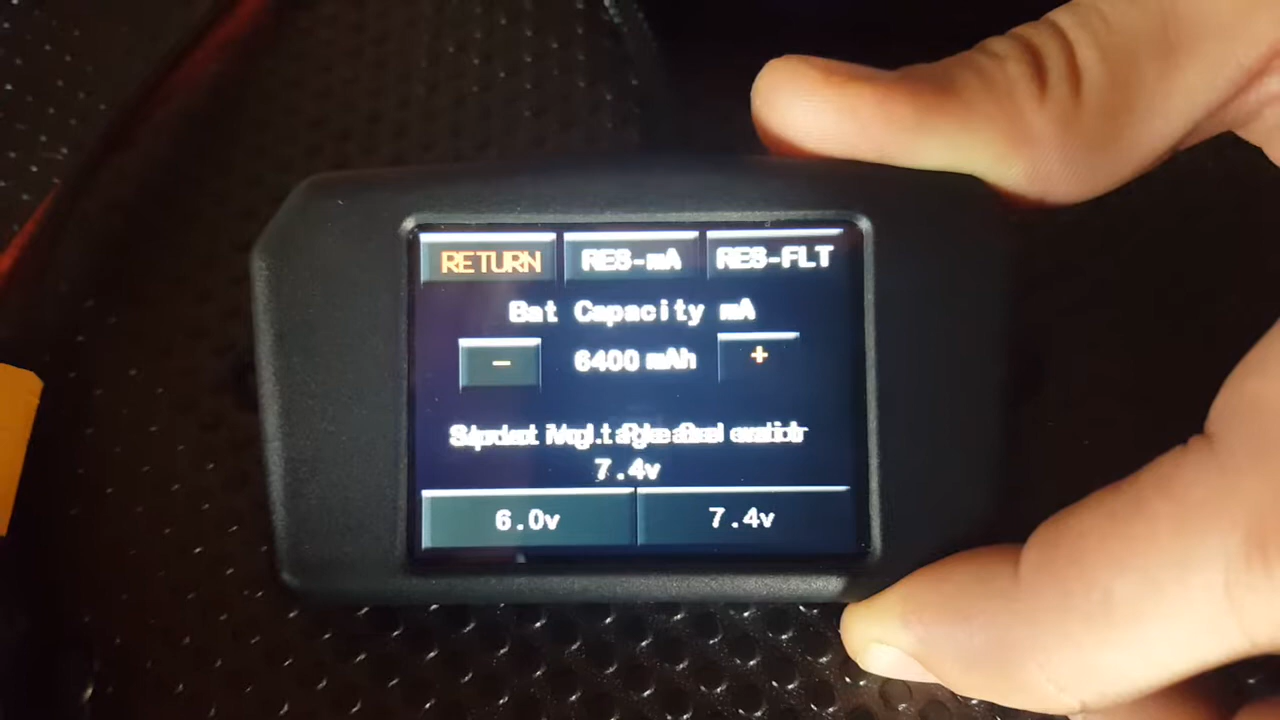 RETURN RES-mA RES-FLT
Bat Capacity mA
- 6400 mAh +
7.4v
6.0v 7.4v